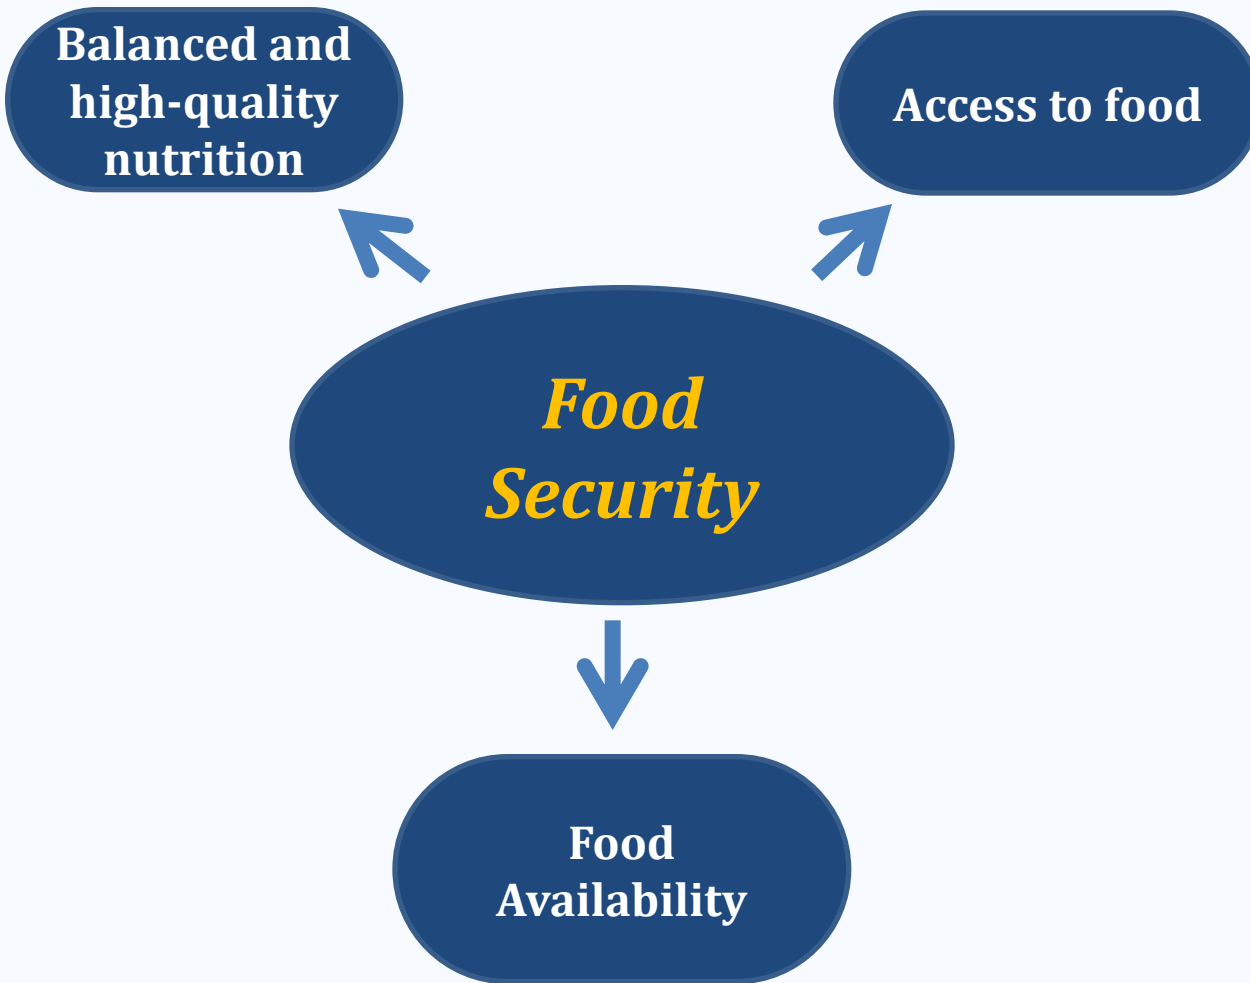 Balanced and
high-quality
nutrition
Access to food
Food
Security
Food
Availability